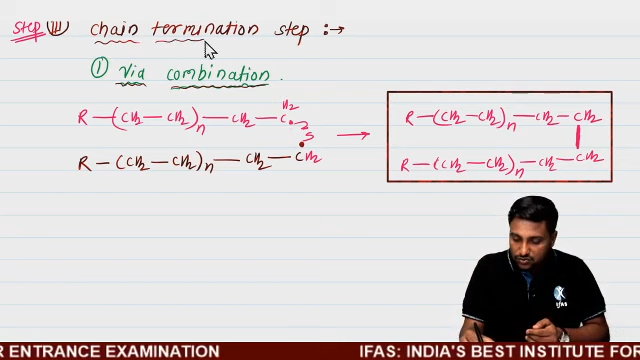 Step III chain termination step :→
① via combination .
R —(CH2 — CH2)n — CH2 — CH2
R —(CH2 — CH2)n — CH2 — CH2
→
R —(CH2—CH2)n — CH2 — CH2
R —(CH2—CH2)n — CH2 — CH2
ifas
R ENTRANCE EXAMINATION IFAS: INDIA'S BEST INSTITUTE FOR